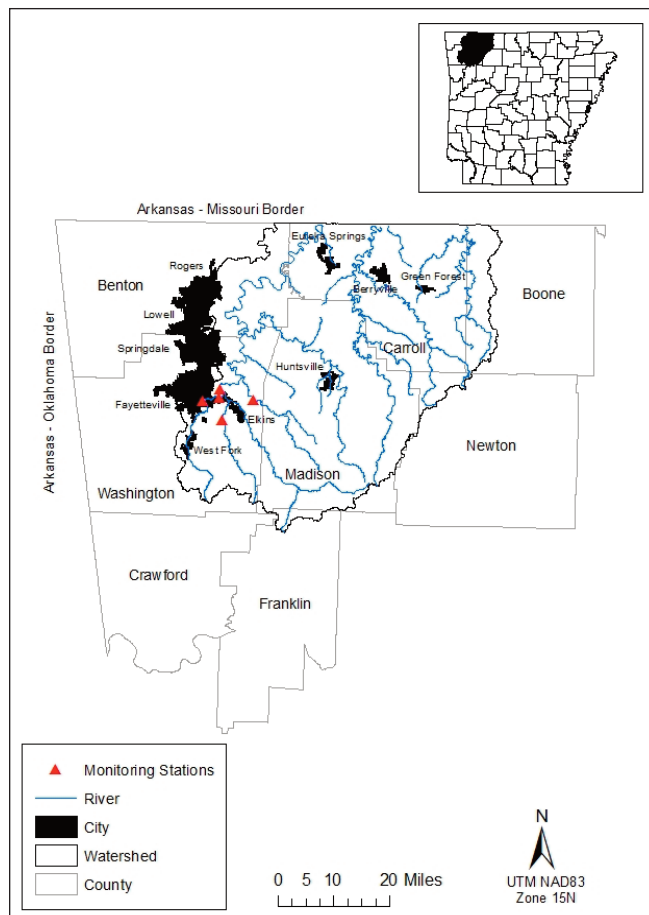 Arkansas - Missouri Border
Eureka Springs
Rogers
Benton
Green Forest
Berryville
Boone
Lowell
Arkansas - Oklahoma Border
Springdale
Carroll
Huntsville
Fayetteville
Elkins
Newton
West Fork
Madison
Washington
Crawford
Franklin
Monitoring Stations
River
City
Watershed
County
0 5 10 20 Miles
N
UTM NAD83
Zone 15N